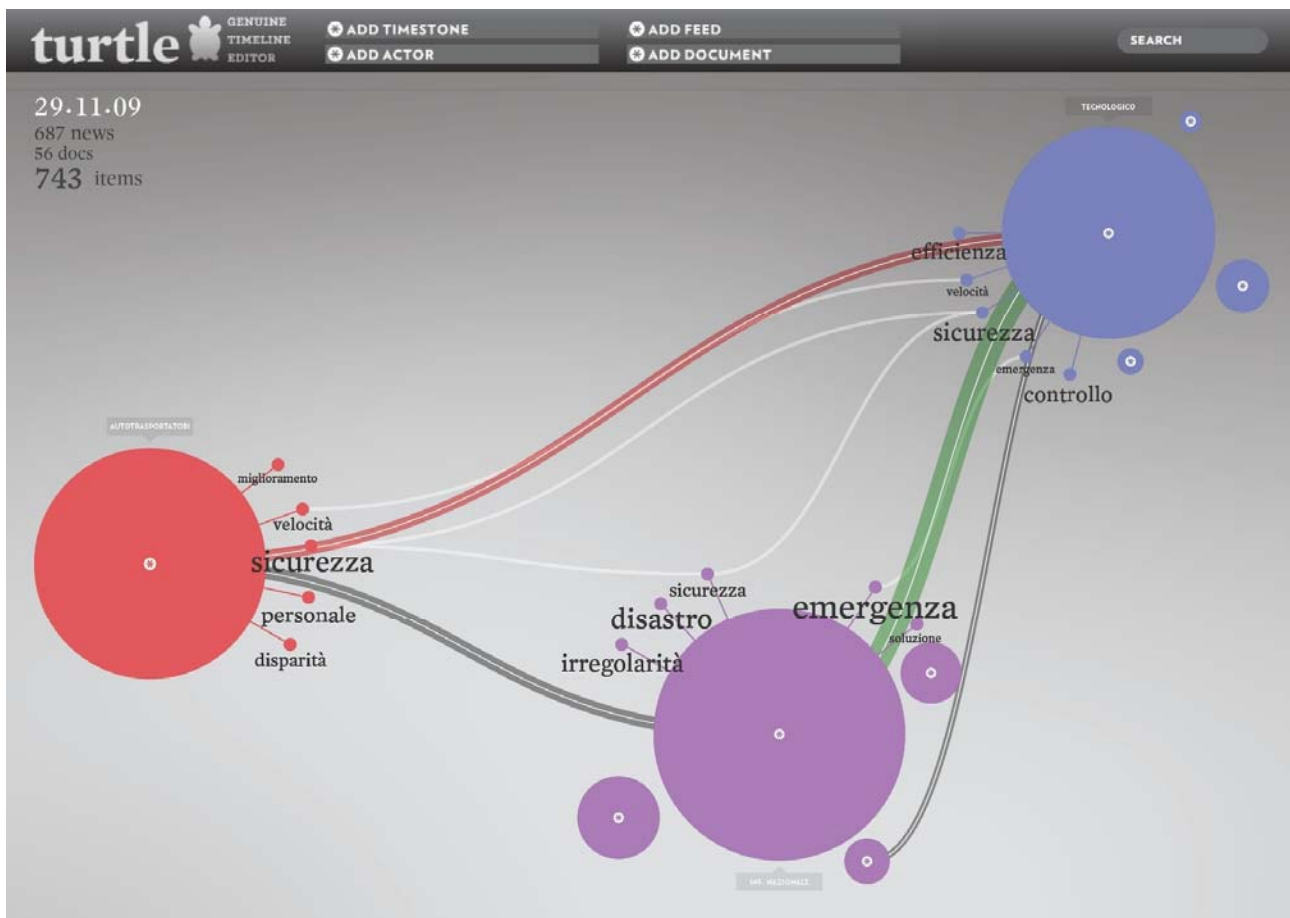 turtle
GENUINE
TIMELINE
EDITOR
ADD TIMESTONE
ADD ACTOR
ADD FEED
ADD DOCUMENT
SEARCH
29.11.09
687 news
56 docs
743 items
TECNOLOGICO
efficienza
velocità
sicurezza
emergenza
controllo
AUTOTRASPORTATORI
miglioramento
velocità
sicurezza
personale
disparità
sicurezza
disastro
irregolarità
emergenza
soluzione
NAZIONALE